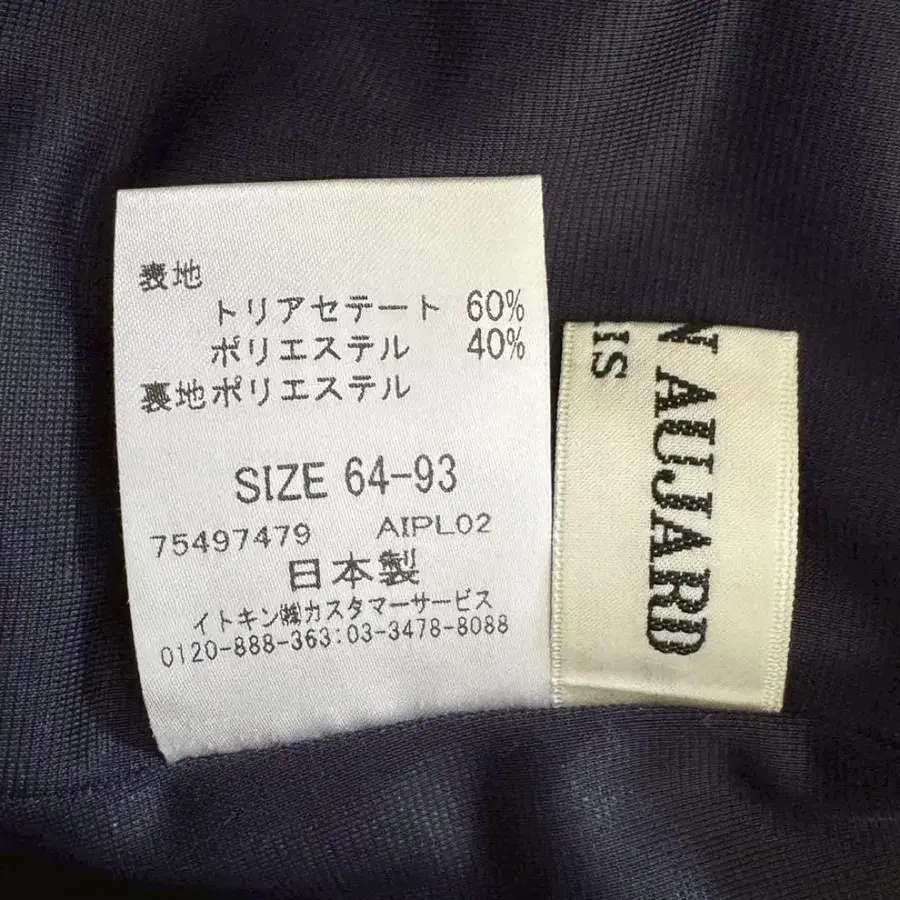 表地
トリアセテート 60%
ポリエステル 40%
裏地ポリエステル
SIZE 64-93
75497479 AIPL02
日本製
イトキン㈱カスタマーサービス
0120-888-363:03-3478-8088
N AUJARD
IS